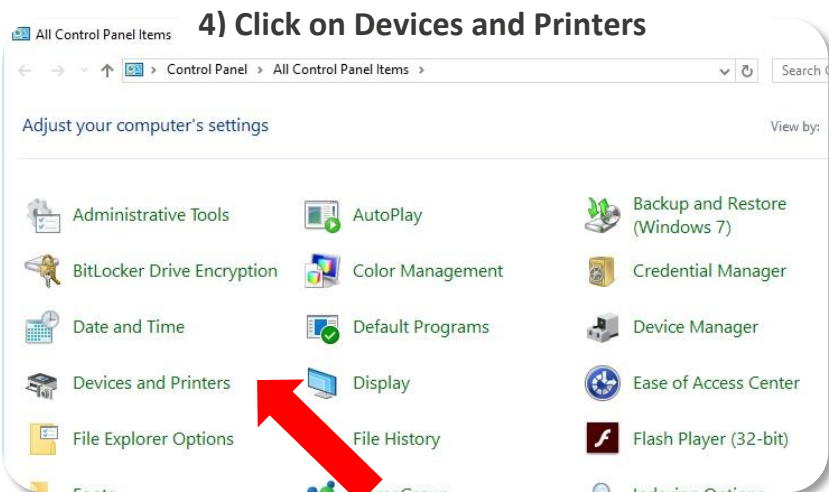 4) Click on Devices and Printers
All Control Panel Items
Control Panel > All Control Panel Items >
Search
Adjust your computer's settings
View by:
Administrative Tools
AutoPlay
Backup and Restore
(Windows 7)
BitLocker Drive Encryption
Color Management
Credential Manager
Date and Time
Default Programs
Device Manager
Devices and Printers
Display
Ease of Access Center
File Explorer Options
File History
Flash Player (32-bit)
Fonts
Indexing Options